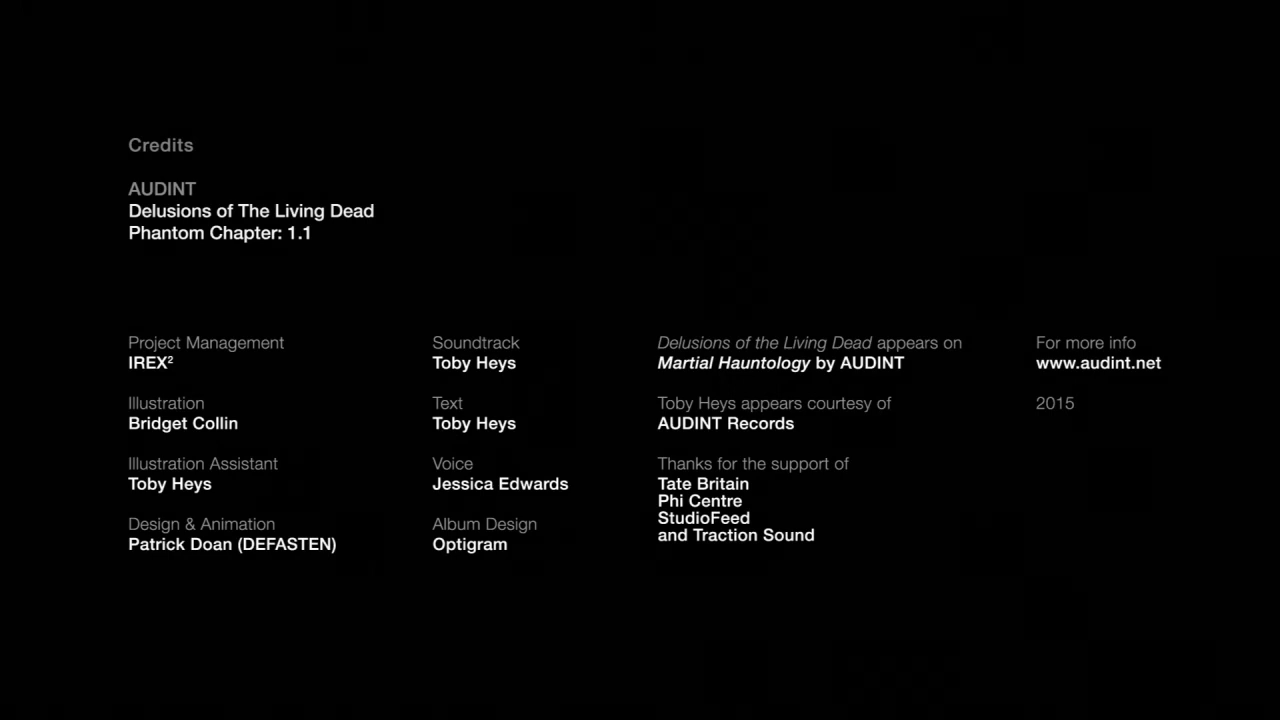 Credits
AUDINT
Delusions of The Living Dead
Phantom Chapter: 1.1
Project Management
IREX²
Illustration
Bridget Collin
Illustration Assistant
Toby Heys
Design & Animation
Patrick Doan (DEFASTEN)
Soundtrack
Toby Heys
Text
Toby Heys
Voice
Jessica Edwards
Album Design
Optigram
Delusions of the Living Dead appears on
Martial Hauntology by AUDINT
Toby Heys appears courtesy of
AUDINT Records
Thanks for the support of
Tate Britain
Phi Centre
StudioFeed
and Traction Sound
For more info
www.audint.net
2015